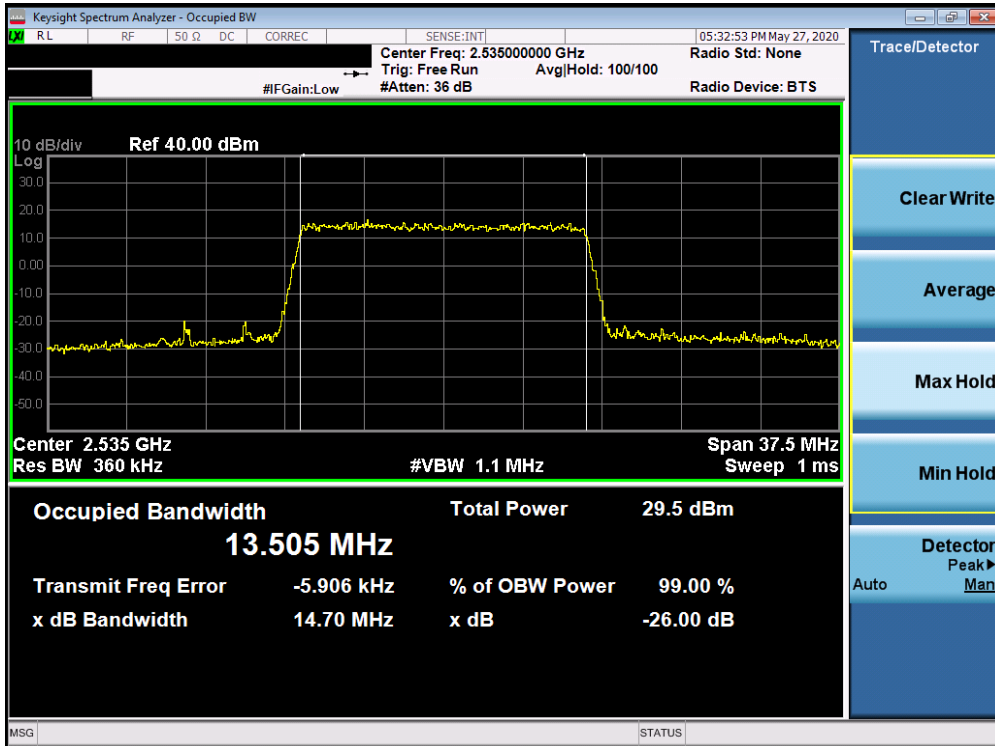 Keysight Spectrum Analyzer - Occupied BW
LXI RL RF 50 Ω DC CORREC SENSE:INT 05:32:53 PM May 27, 2020
Center Freq: 2.535000000 GHz Radio Std: None
Trig: Free Run Avg|Hold: 100/100
#IFGain:Low #Atten: 36 dB Radio Device: BTS
10 dB/div Ref 40.00 dBm
Log
30.0
20.0
10.0
0.00
-10.0
-20.0
-30.0
-40.0
-50.0
Center 2.535 GHz Span 37.5 MHz
Res BW 360 kHz #VBW 1.1 MHz Sweep 1 ms
Occupied Bandwidth Total Power 29.5 dBm
13.505 MHz
Transmit Freq Error -5.906 kHz % of OBW Power 99.00 %
x dB Bandwidth 14.70 MHz x dB -26.00 dB
MSG STATUS
Trace/Detector
Clear Write
Average
Max Hold
Min Hold
Detector
Peak▶
Auto Man